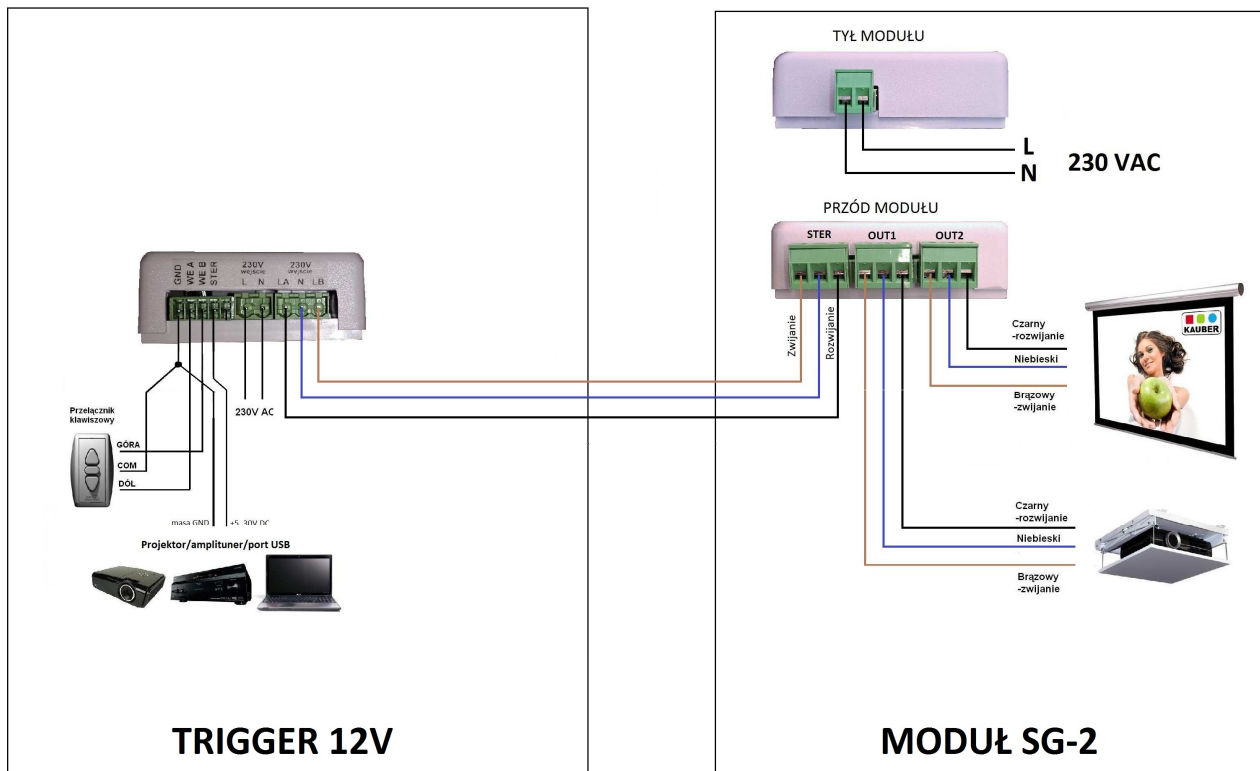 TYŁ MODUŁU
L
N
230 VAC
PRZÓD MODUŁU
STER
OUT1
OUT2
Zwijanie
Rozwijanie
Czarny
-rozwijanie
Niebieski
Brązowy
-zwijanie
KAUBER
Czarny
-rozwijanie
Niebieski
Brązowy
-zwijanie
MODUŁ SG-2
GND
WE A
WE B
STER
230V
wejście
L N
230V
wyjście
LA N LB
230V AC
Przełącznik
klawiszowy
GÓRA
COM
DÓL
masa GND
+5..30V DC
Projektor/amplituner/port USB
TRIGGER 12V